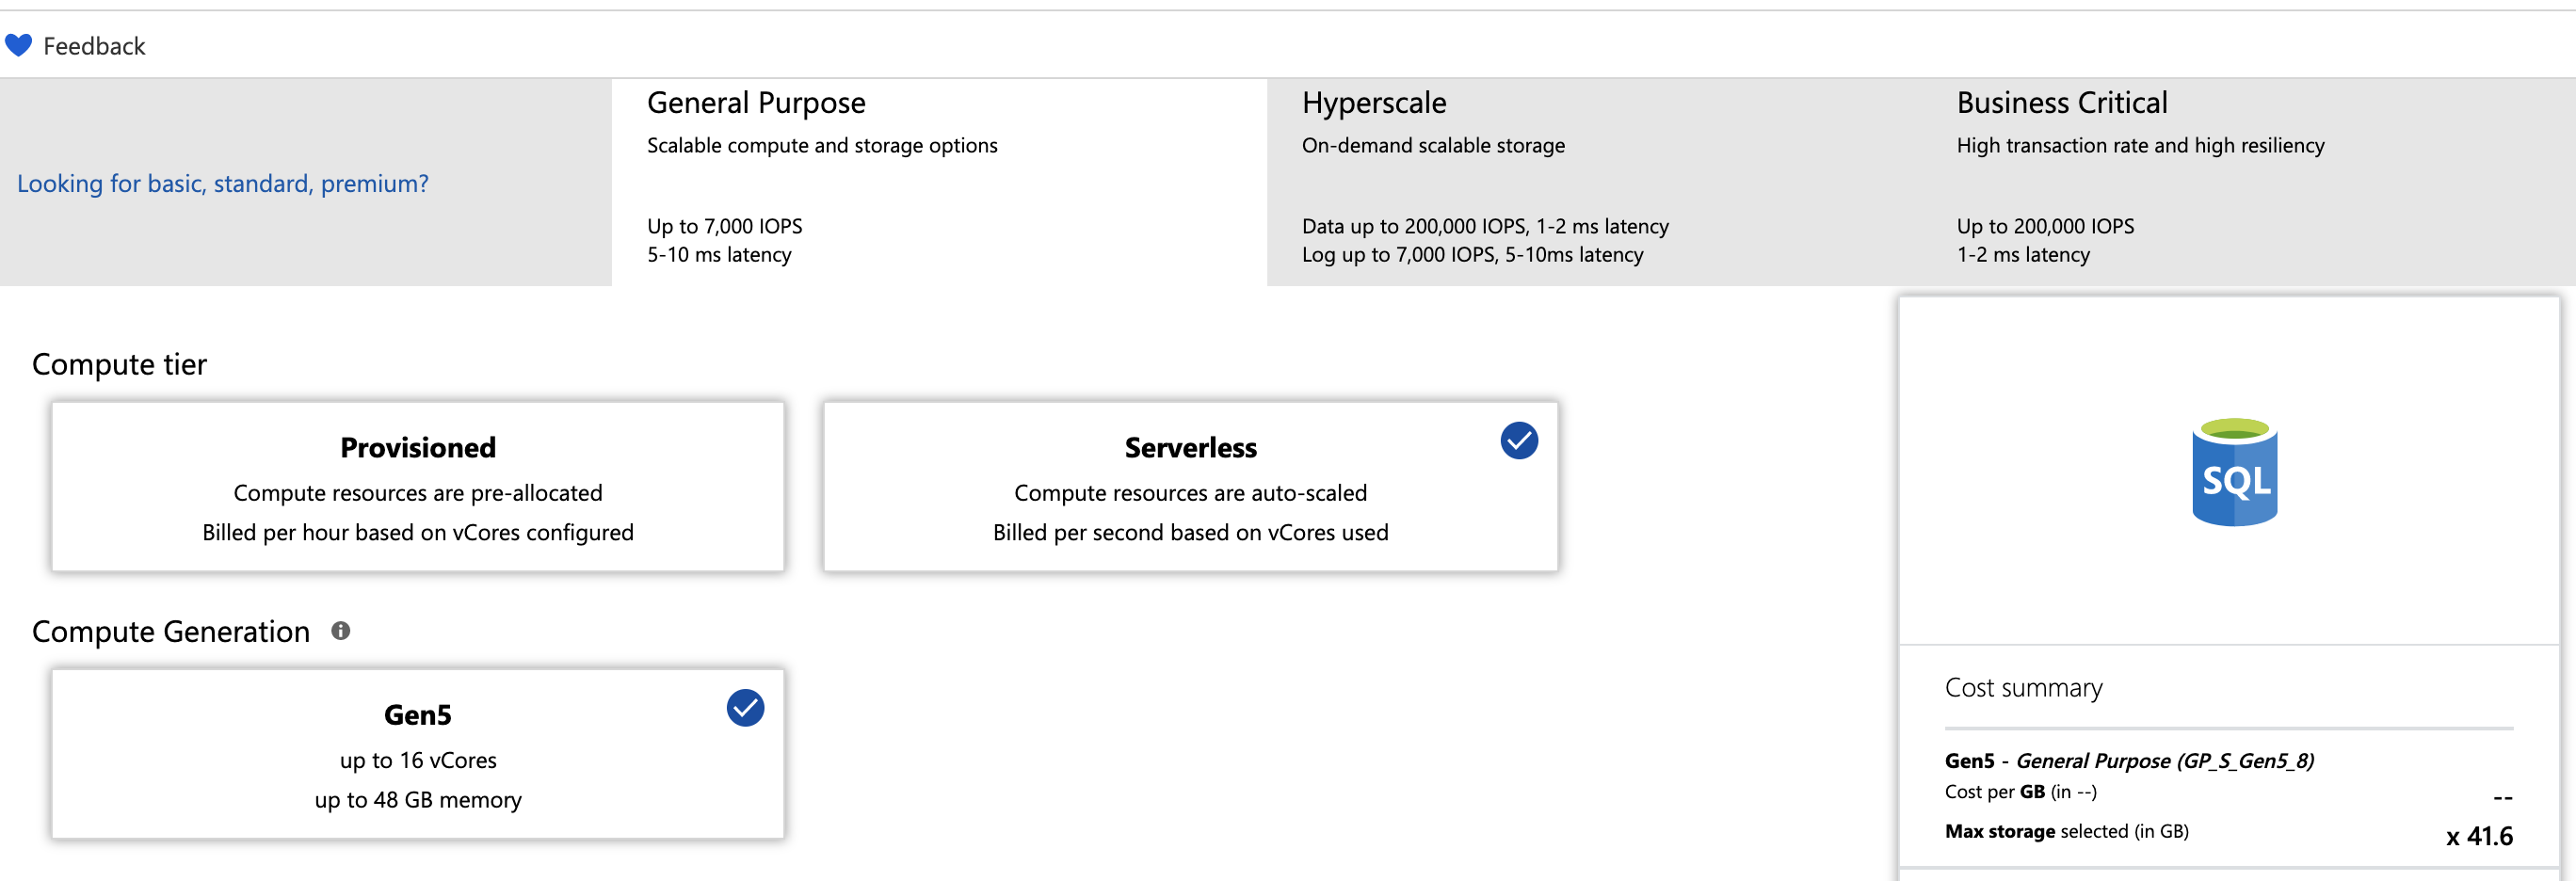 Feedback
Looking for basic, standard, premium?
General Purpose
Scalable compute and storage options
Up to 7,000 IOPS
5-10 ms latency
Hyperscale
On-demand scalable storage
Data up to 200,000 IOPS, 1-2 ms latency
Log up to 7,000 IOPS, 5-10ms latency
Business Critical
High transaction rate and high resiliency
Up to 200,000 IOPS
1-2 ms latency
Compute tier
Provisioned
Compute resources are pre-allocated
Billed per hour based on vCores configured
Serverless
Compute resources are auto-scaled
Billed per second based on vCores used
Compute Generation
Gen5
up to 16 vCores
up to 48 GB memory
SQL
Cost summary
Gen5 - General Purpose (GP_S_Gen5_8)
Cost per GB (in --) --
Max storage selected (in GB) x 41.6